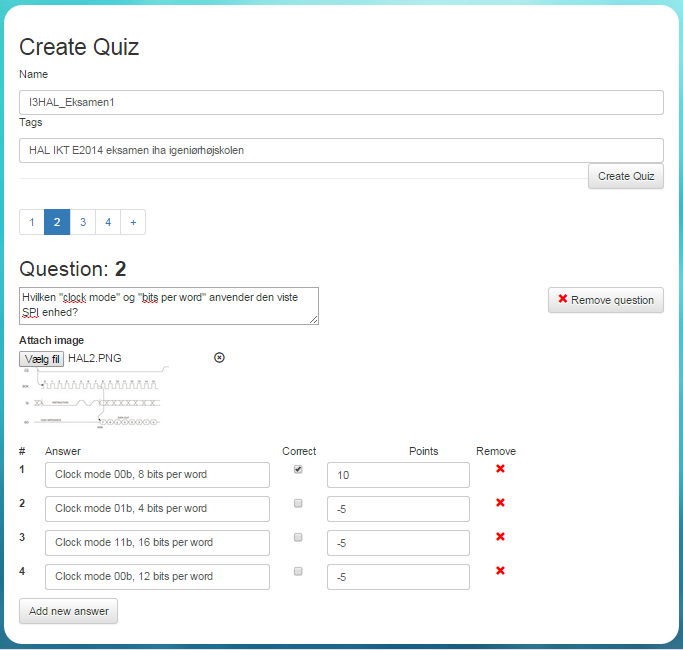 Create Quiz
Name
I3HAL_Eksamen1
Tags
HAL IKT E2014 eksamen iha igeniørhøjskolen
Create Quiz
1 2 3 4 +
Question: 2
Hvilken "clock mode" og "bits per word" anvender den viste
SPI enhed?
Remove question
Attach image
Vælg fil HAL2.PNG
# Answer Correct Points Remove
1 Clock mode 00b, 8 bits per word 10
2 Clock mode 01b, 4 bits per word -5
3 Clock mode 11b, 16 bits per word -5
4 Clock mode 00b, 12 bits per word -5
Add new answer